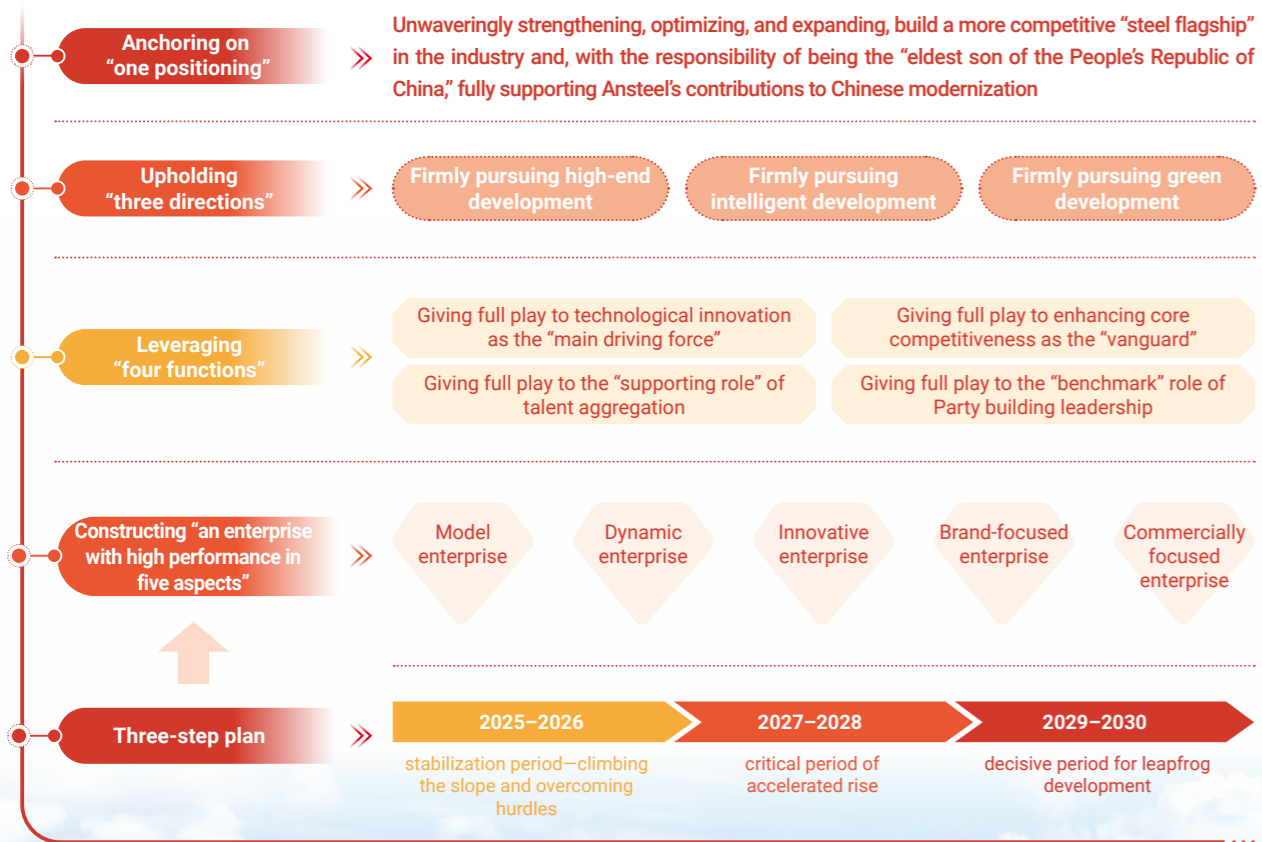 Anchoring on
“one positioning”
Unwaveringly strengthening, optimizing, and expanding, build a more competitive “steel flagship”
in the industry and, with the responsibility of being the “eldest son of the People’s Republic of
China,” fully supporting Ansteel’s contributions to Chinese modernization
Upholding
“three directions”
Firmly pursuing high-end
development
Firmly pursuing
intelligent development
Firmly pursuing green
development
Leveraging
“four functions”
Giving full play to technological innovation
as the “main driving force”
Giving full play to enhancing core
competitiveness as the “vanguard”
Giving full play to the “supporting role” of
talent aggregation
Giving full play to the “benchmark” role of
Party building leadership
Constructing “an enterprise
with high performance in
five aspects”
Model
enterprise
Dynamic
enterprise
Innovative
enterprise
Brand-focused
enterprise
Commercially
focused
enterprise
Three-step plan
2025–2026
stabilization period—climbing
the slope and overcoming
hurdles
2027–2028
critical period of
accelerated rise
2029–2030
decisive period for leapfrog
development